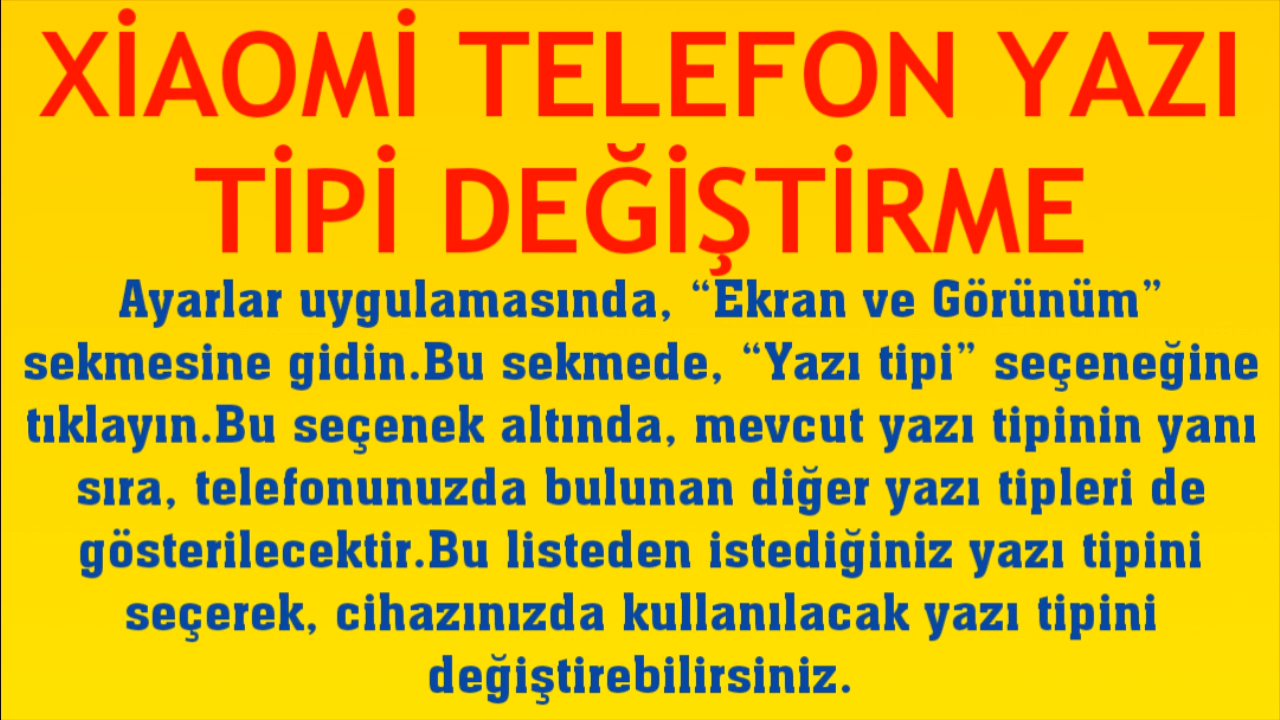 XİAOMİ TELEFON YAZI
TİPİ DEĞİŞTİRME
Ayarlar uygulamasında, “Ekran ve Görünüm”
sekmesine gidin.Bu sekmede, “Yazı tipi” seçeneğine
tıklayın.Bu seçenek altında, mevcut yazı tipinin yanı
sıra, telefonunuzda bulunan diğer yazı tipleri de
gösterilecektir.Bu listeden istediğiniz yazı tipini
seçerek, cihazınızda kullanılacak yazı tipini
değiştirebilirsiniz.